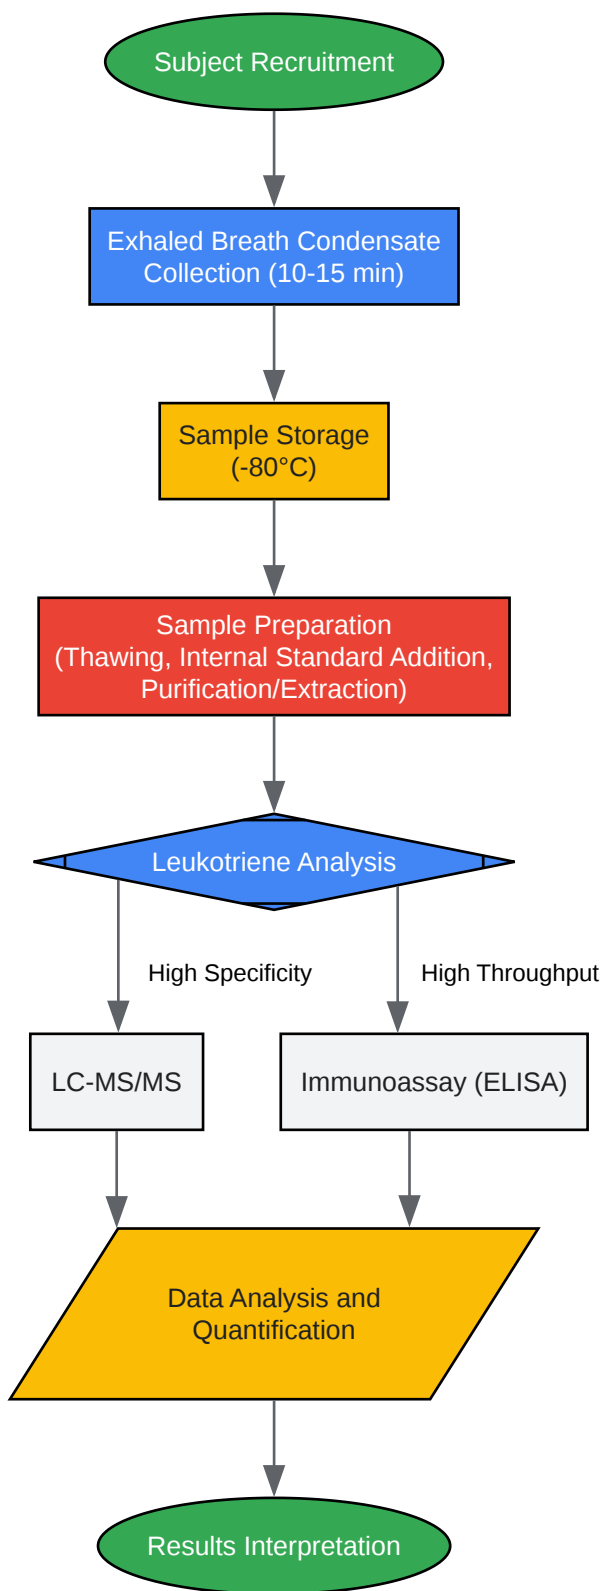 Subject Recruitment
Exhaled Breath Condensate
Collection (10-15 min)
Sample Storage
(-80°C)
Sample Preparation
(Thawing, Internal Standard Addition,
Purification/Extraction)
Leukotriene Analysis
High Specificity
High Throughput
LC-MS/MS
Immunoassay (ELISA)
Data Analysis and
Quantification
Results Interpretation